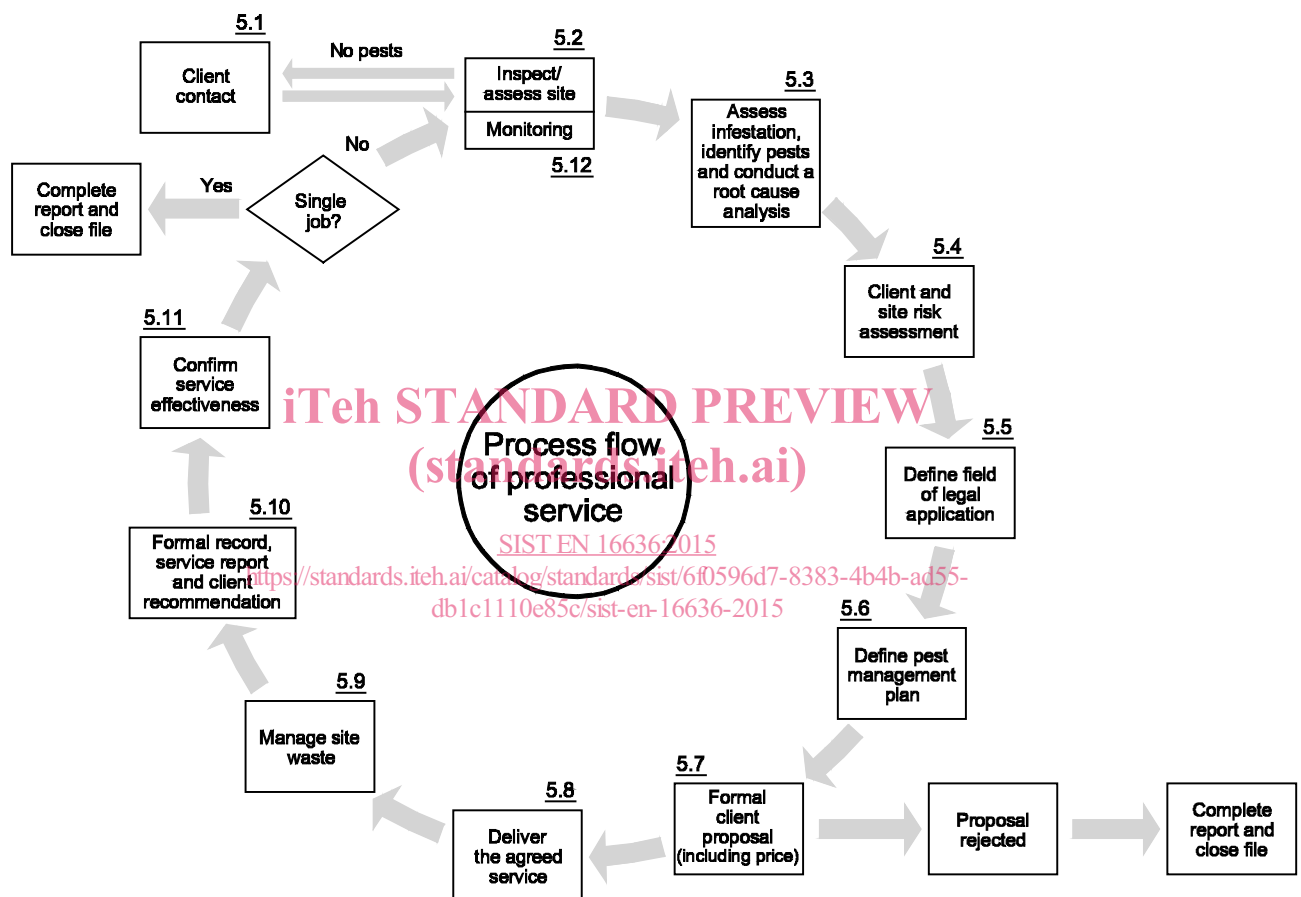 5.1
Client
contact
No pests
5.2
Inspect/
assess site
Monitoring
5.12
5.3
Assess
infestation,
identify pests
and conduct a
root cause
analysis
No
Yes
Single
job?
Complete
report and
close file
5.4
Client and
site risk
assessment
5.11
Confirm
service
effectiveness
iTeh STANDARD PREVIEW
(standards.iteh.ai)
Process flow
of professional
service
SIST EN 16636:2015
https://standards.iteh.ai/catalog/standards/sist/6f0596d7-8383-4b4b-ad55-
db1c1110e85c/sist-en-16636-2015
5.5
Define field
of legal
application
5.10
Formal record,
service report
and client
recommendation
5.6
Define pest
management
plan
5.9
Manage site
waste
5.7
Formal
client
proposal
(including price)
5.8
Deliver
the agreed
service
Proposal
rejected
Complete
report and
close file